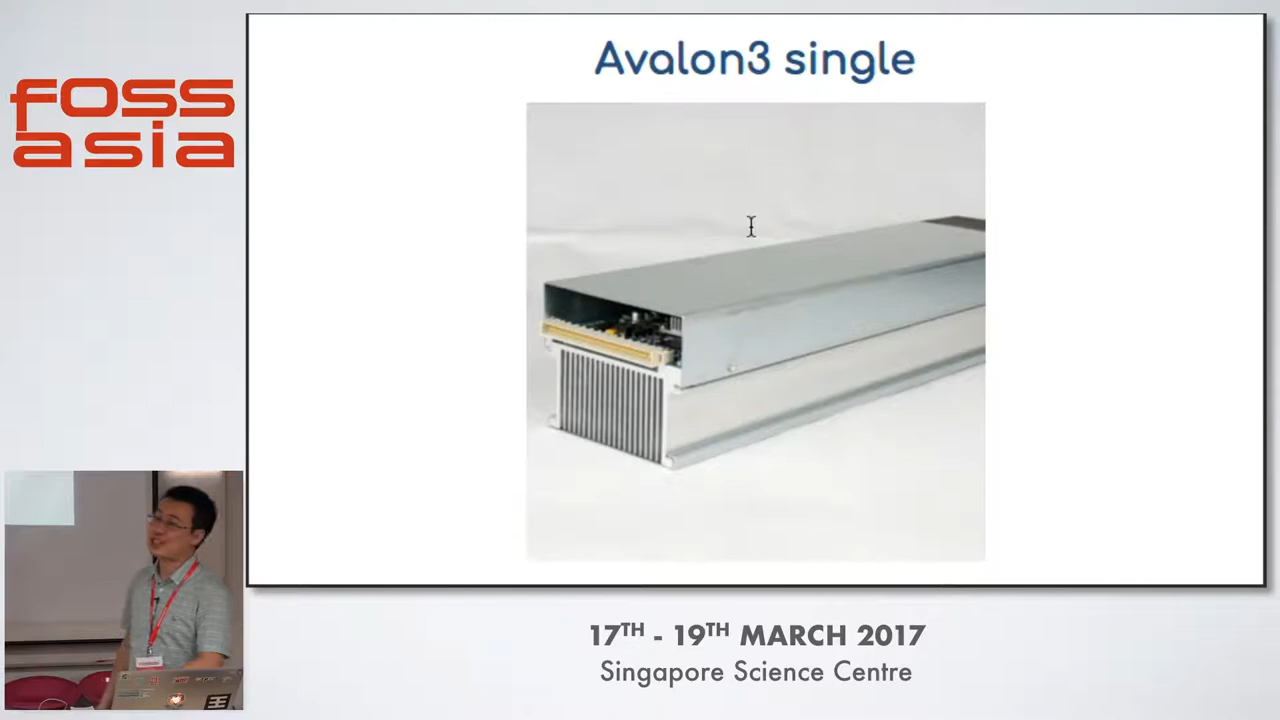 foss
asia
Avalon3 single
17TH - 19TH MARCH 2017
Singapore Science Centre